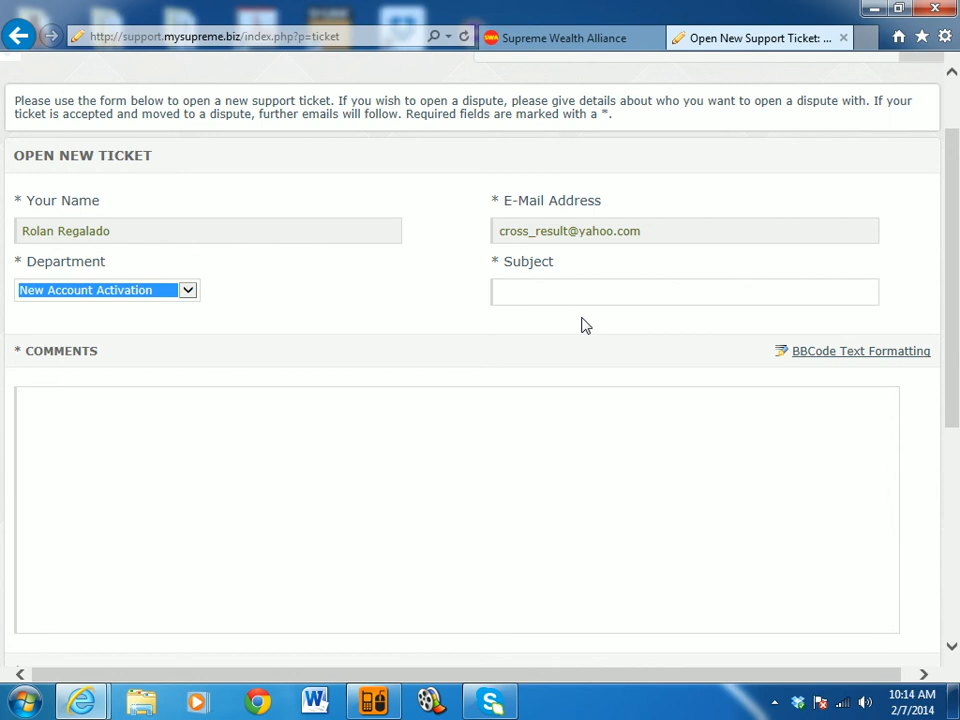 http://support.mysupreme.biz/index.php?p=ticket
Supreme Wealth Alliance
Open New Support Ticket: ...
Please use the form below to open a new support ticket. If you wish to open a dispute, please give details about who you want to open a dispute with. If your
ticket is accepted and moved to a dispute, further emails will follow. Required fields are marked with a *.
OPEN NEW TICKET
* Your Name
* E-Mail Address
Rolan Regalado
cross_result@yahoo.com
* Department
* Subject
New Account Activation
* COMMENTS
BBCode Text Formatting
10:14 AM
2/7/2014